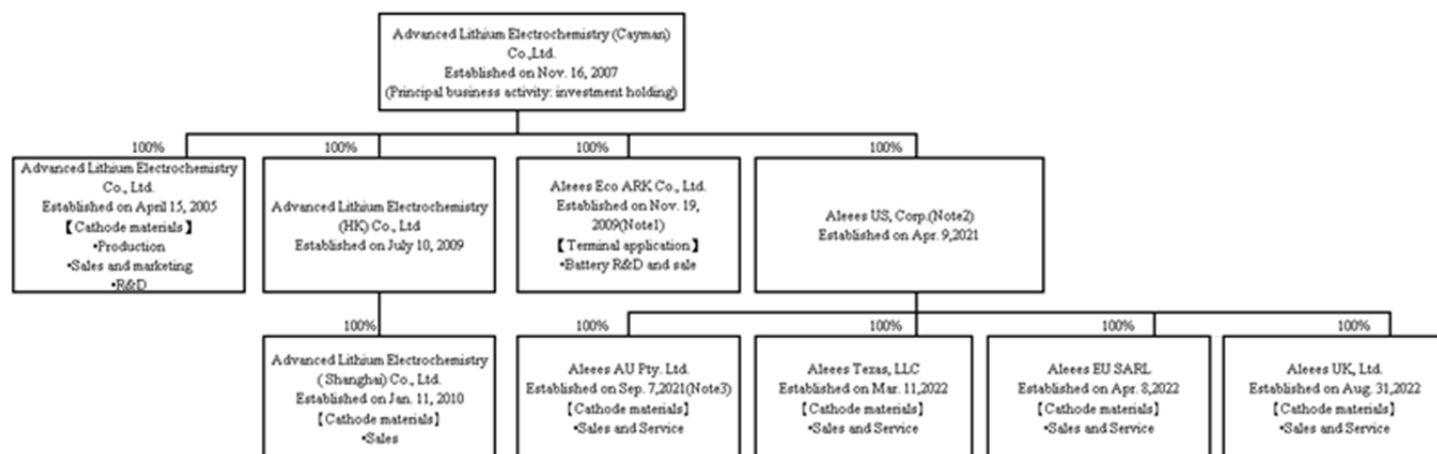 Advanced Lithium Electrochemistry (Cayman)
Co.,Ltd.
Established on Nov. 16, 2007
(Principal business activity: investment holding)
100%
100%
100%
100%
Advanced Lithium Electrochemistry
Co., Ltd.
Established on April 15, 2005
【Cathode materials】
•Production
•Sales and marketing
•R&D
Advanced Lithium Electrochemistry
(HK) Co., Ltd
Established on July 10, 2009
Aleees Eco ARK Co., Ltd.
Established on Nov. 19,
2009(Note1)
【Terminal application】
•Battery R&D and sale
Aleees US, Corp.(Note2)
Established on Apr. 9,2021
100%
100%
100%
100%
100%
Advanced Lithium Electrochemistry
( Shanghai) Co., Ltd.
Established on Jan. 11, 2010
【Cathode materials】
•Sales
Aleees AU Pty. Ltd.
Established on Sep. 7,2021(Note3)
【Cathode materials】
•Sales and Service
Aleees Texas, LLC
Established on Mar. 11,2022
【Cathode materials】
•Sales and Service
Aleees EU SARL
Established on Apr. 8,2022
【Cathode materials】
•Sales and Service
Aleees UK, Ltd.
Established on Aug. 31,2022
【Cathode materials】
•Sales and Service